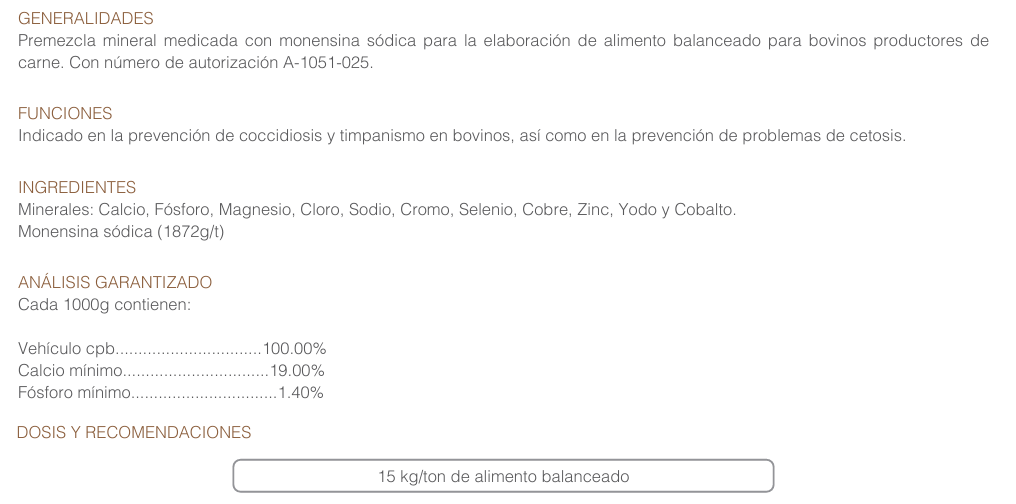 GENERALIDADES
Premezcla mineral medicada con monensina sódica para la elaboración de alimento balanceado para bovinos productores de
carne. Con número de autorización A-1051-025.
FUNCIONES
Indicado en la prevención de coccidiosis y timpanismo en bovinos, así como en la prevención de problemas de cetosis.
INGREDIENTES
Minerales: Calcio, Fósforo, Magnesio, Cloro, Sodio, Cromo, Selenio, Cobre, Zinc, Yodo y Cobalto.
Monensina sódica (1872g/t)
ANÁLISIS GARANTIZADO
Cada 1000g contienen:
Vehículo cpb................................100.00%
Calcio mínimo................................19.00%
Fósforo mínimo................................1.40%
DOSIS Y RECOMENDACIONES
15 kg/ton de alimento balanceado